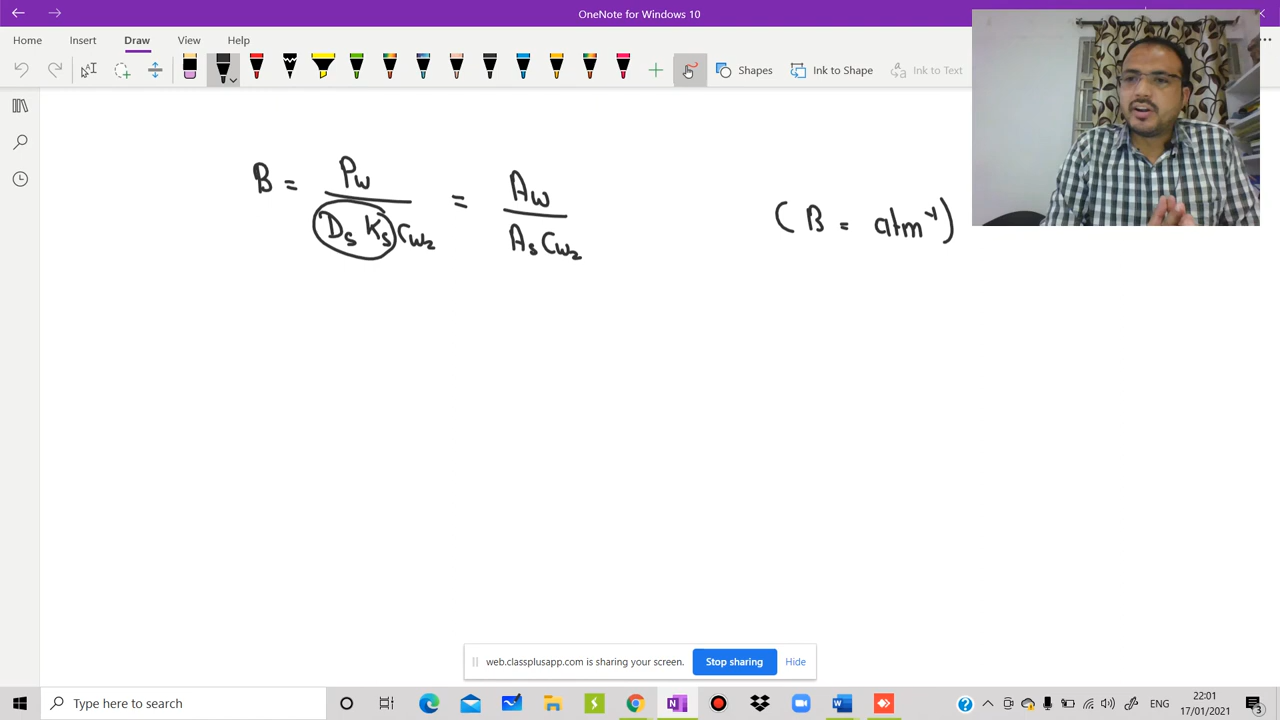 OneNote for Windows 10
Home Insert Draw View Help
Shapes Ink to Shape Ink to Text
B = Pw / Ds Ks Cw2 = Aw / As Cw2 (B = atm⁻¹)
web.classplusapp.com is sharing your screen. Stop sharing Hide
Type here to search
ENG 22:01
17/01/2021 3